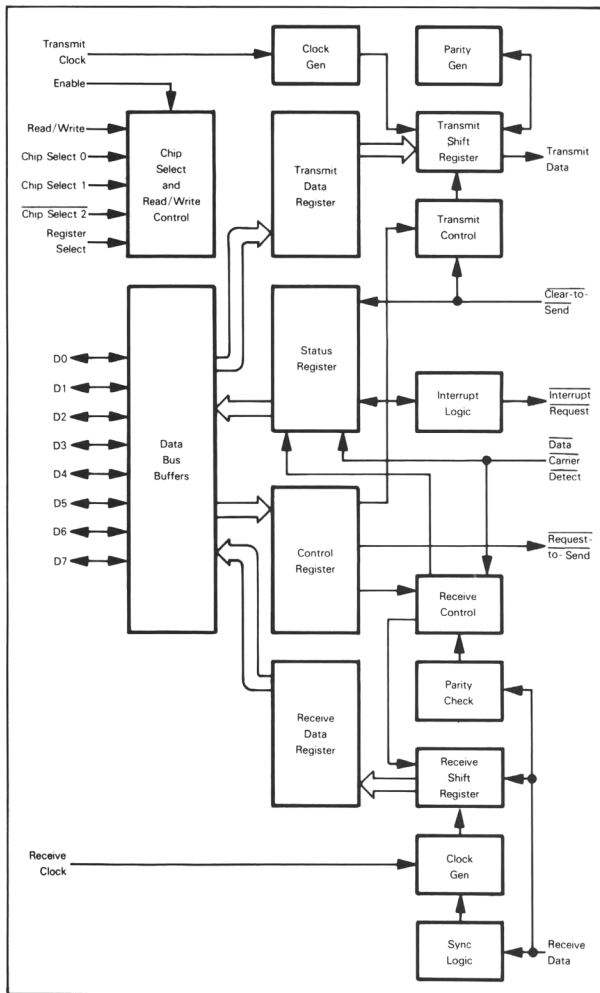 Transmit
Clock
Enable
Clock
Gen
Parity
Gen
Read/Write
Chip Select 0
Chip Select 1
Chip Select 2
Register
Select
Chip
Select
and
Read/Write
Control
Transmit
Data
Register
Transmit
Shift
Register
Transmit
Data
Transmit
Control
Clear-to-
Send
Status
Register
Interrupt
Logic
Interrupt
Request
D0
D1
D2
D3
D4
D5
D6
D7
Data
Bus
Buffers
Data
Carrier
Detect
Control
Register
Request-
to-Send
Receive
Control
Parity
Check
Receive
Data
Register
Receive
Shift
Register
Receive
Clock
Clock
Gen
Sync
Logic
Receive
Data